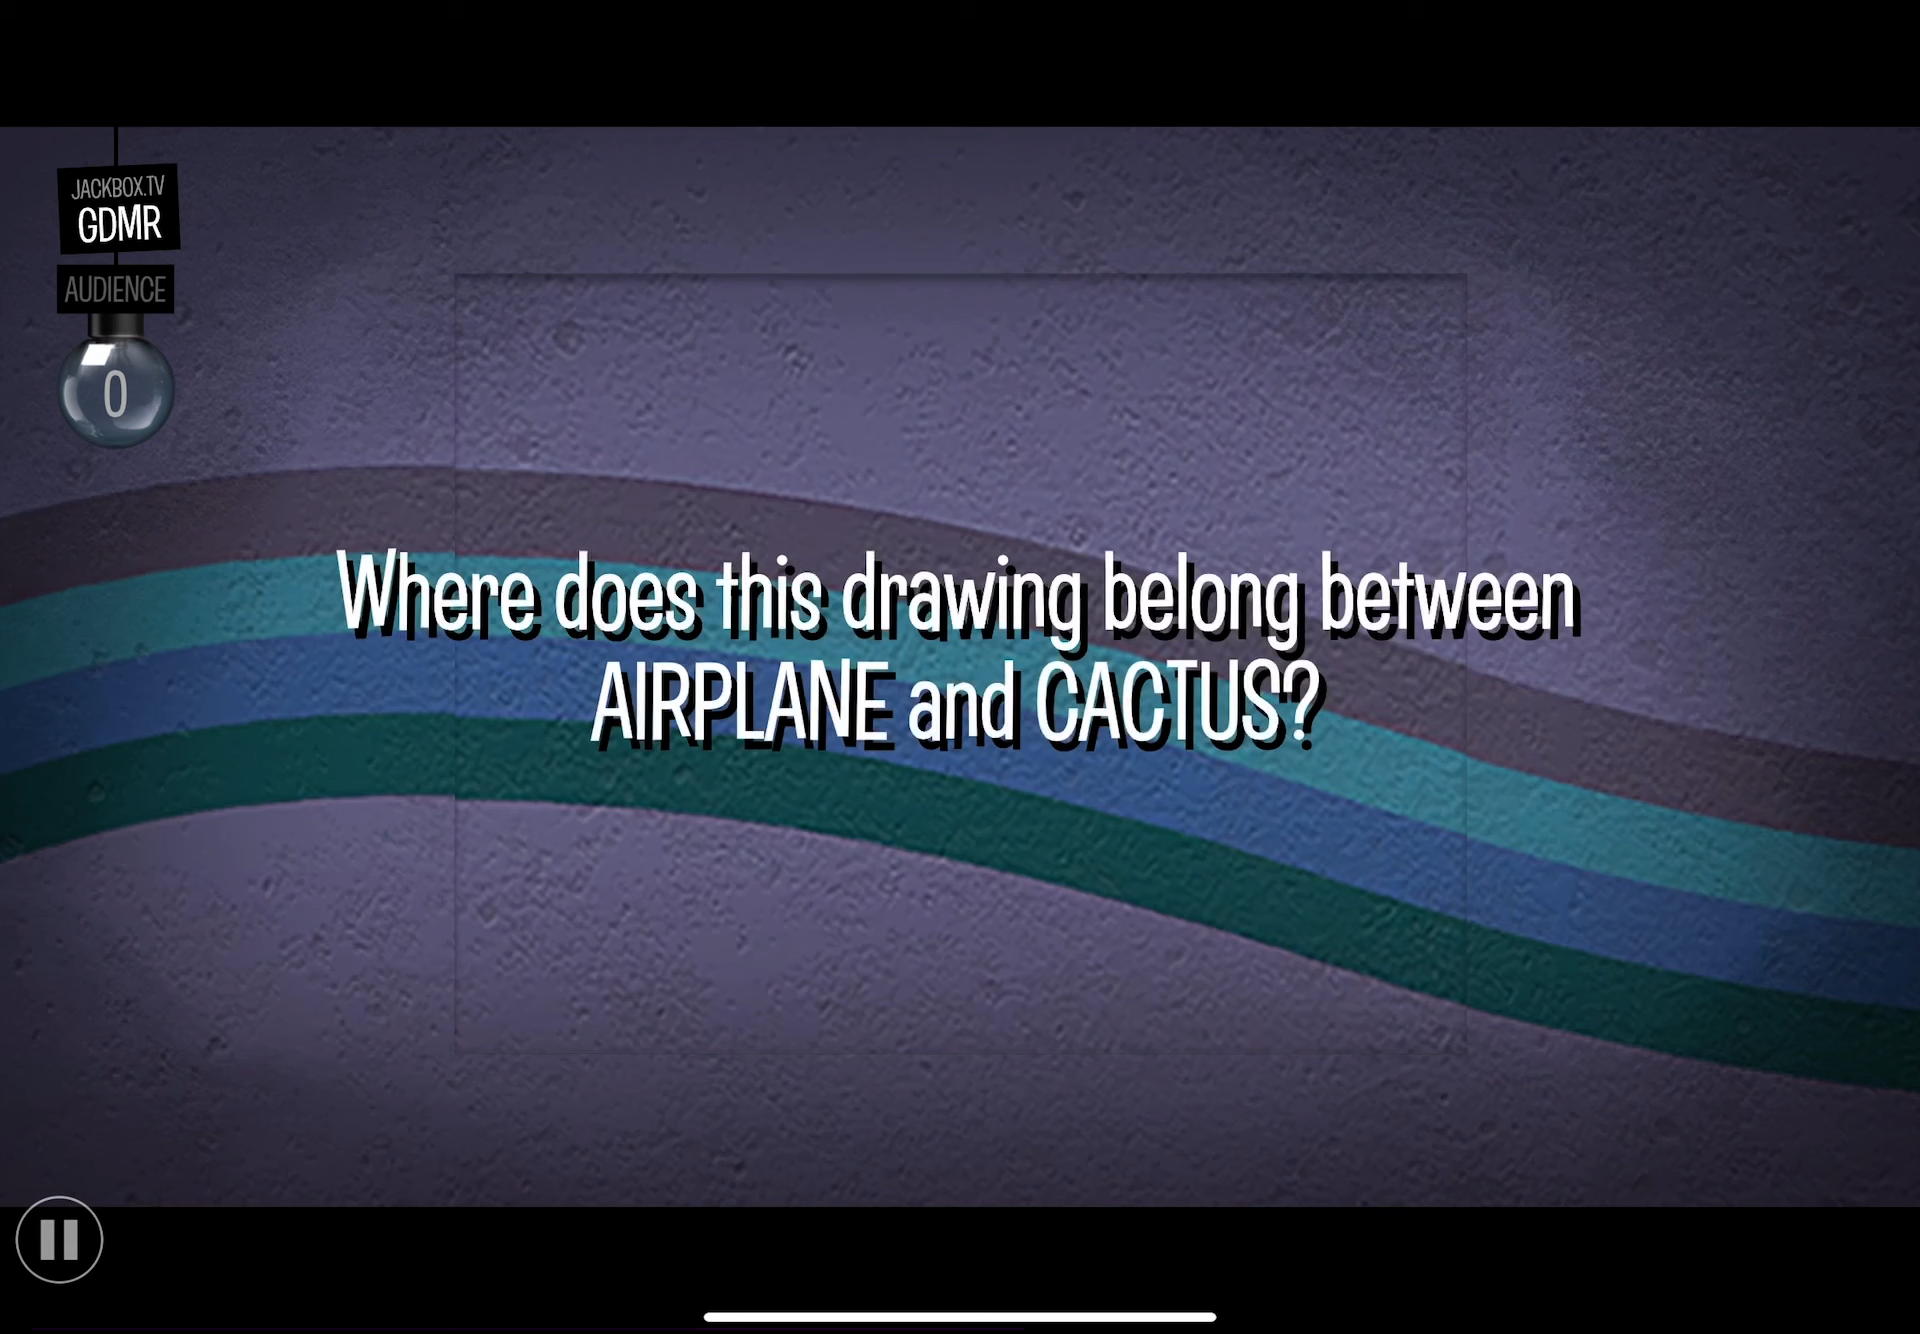 JACKBOX.TV
GDMR
AUDIENCE
0
Where does this drawing belong between
AIRPLANE and CACTUS?